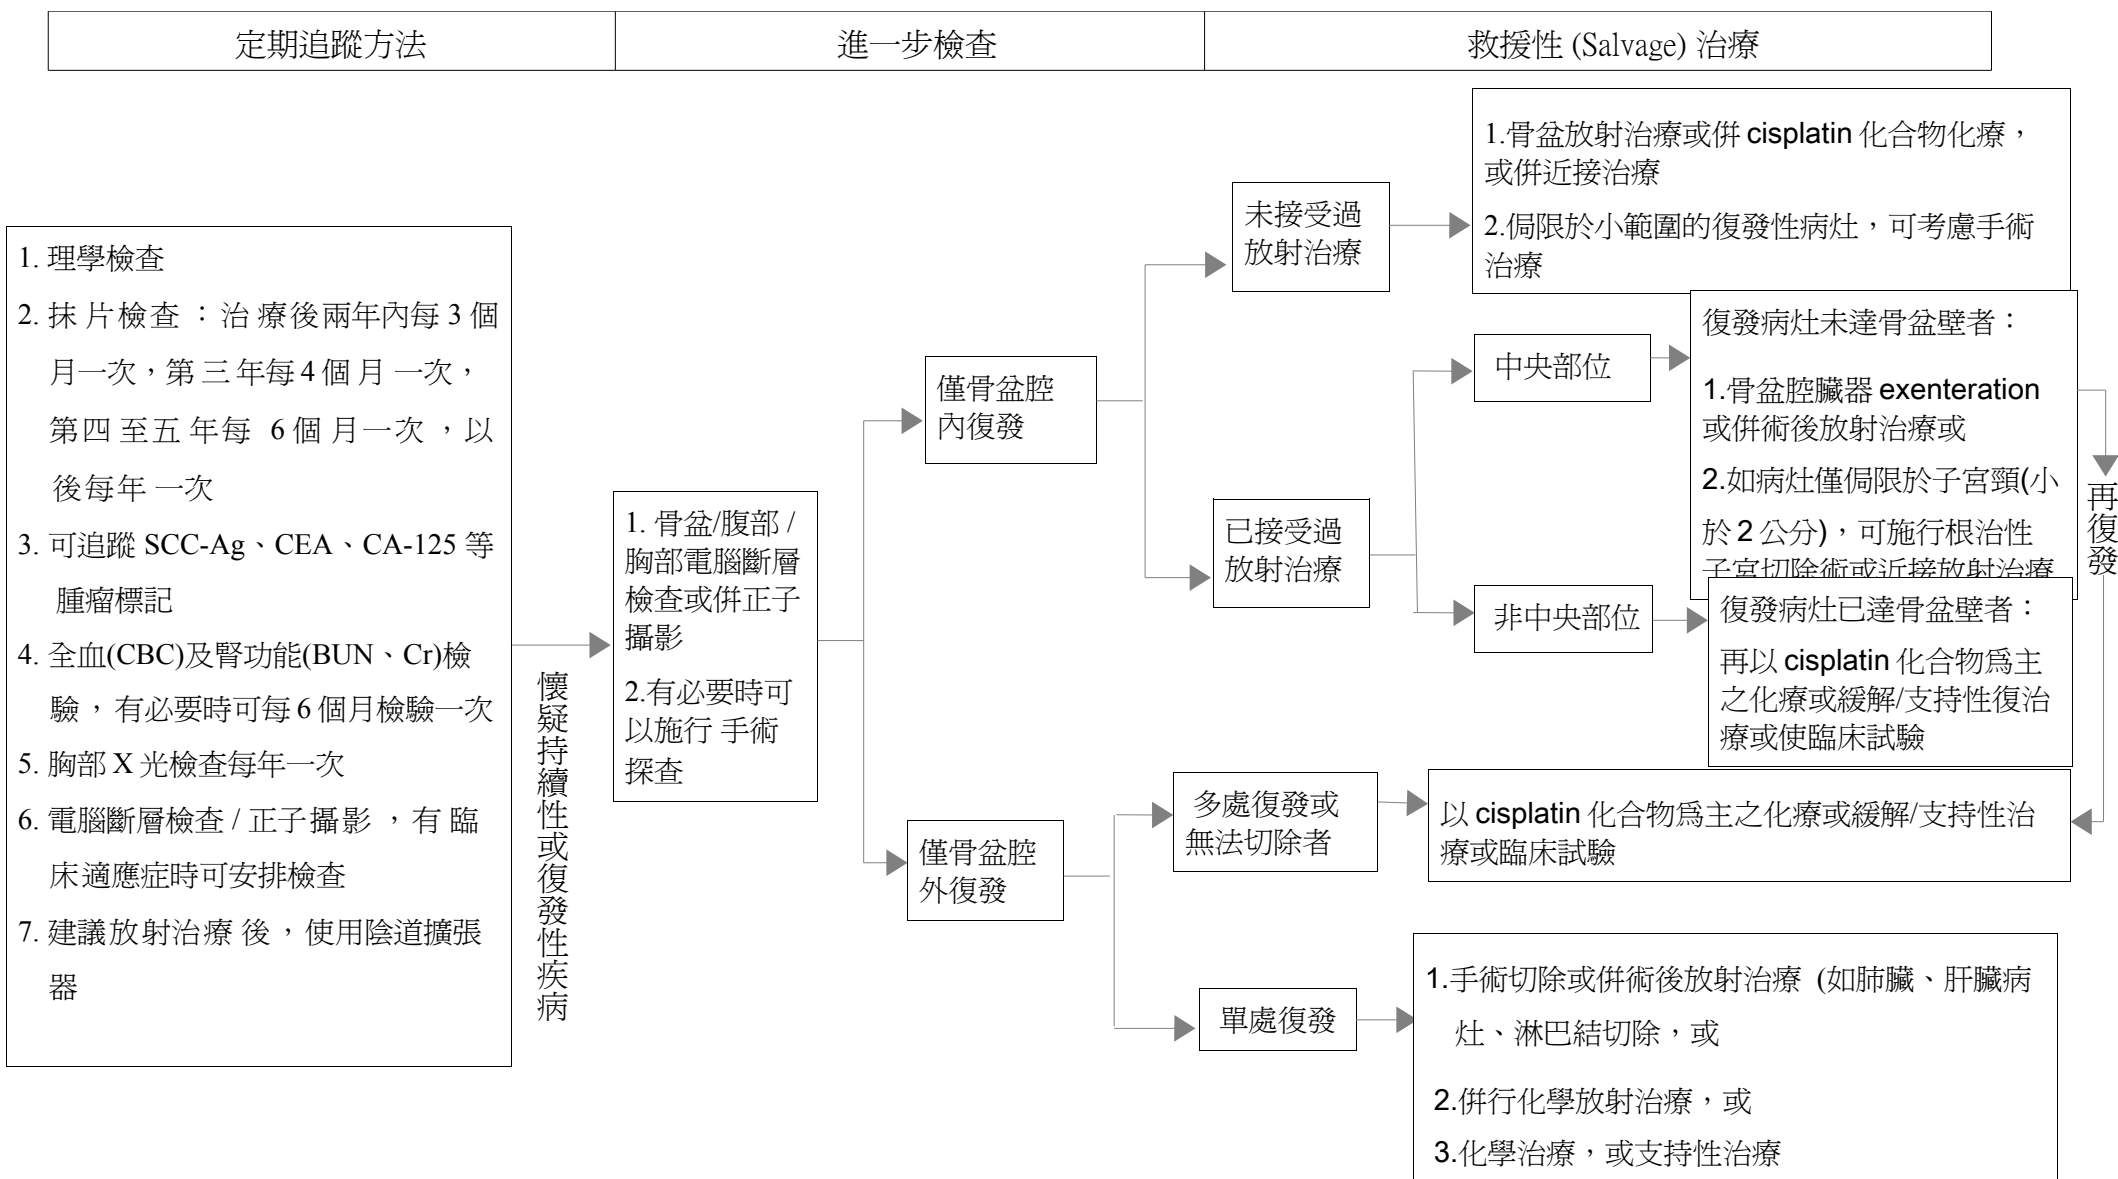 定期追蹤方法
進一步檢查
救援性 (Salvage) 治療
1. 理學檢查
2. 抹片檢查：治療後兩年內每 3 個
月一次，第三年每 4 個月一次，
第四至五年每 6 個月一次，以
後每年一次
3. 可追蹤 SCC-Ag、CEA、CA-125 等
腫瘤標記
4. 全血(CBC)及腎功能(BUN、Cr)檢
驗，有必要時可每 6 個月檢驗一次
5. 胸部 X 光檢查每年一次
6. 電腦斷層檢查 / 正子攝影，有臨
床適應症時可安排檢查
7. 建議放射治療後，使用陰道擴張
器
懷疑持續性或復發性疾病
1. 骨盆/腹部 /
胸部電腦斷層
檢查或併正子
攝影
2.有必要時可
以施行 手術
探查
僅骨盆腔
內復發
僅骨盆腔
外復發
未接受過
放射治療
1.骨盆放射治療或併 cisplatin 化合物化療，
或併近接治療
2.侷限於小範圍的復發性病灶，可考慮手術
治療
已接受過
放射治療
中央部位
復發病灶未達骨盆壁者：
1.骨盆腔臟器 exenteration
或併術後放射治療或
2.如病灶僅侷限於子宮頸(小
於 2 公分)，可施行根治性
子宮切除術或近接放射治療
非中央部位
復發病灶已達骨盆壁者：
再以 cisplatin 化合物為主
之化療或緩解/支持性復治
療或使臨床試驗
再復發
多處復發或
無法切除者
以 cisplatin 化合物為主之化療或緩解/支持性治
療或臨床試驗
單處復發
1.手術切除或併術後放射治療 (如肺臟、肝臟病
灶、淋巴結切除，或
2.併行化學放射治療，或
3.化學治療，或支持性治療